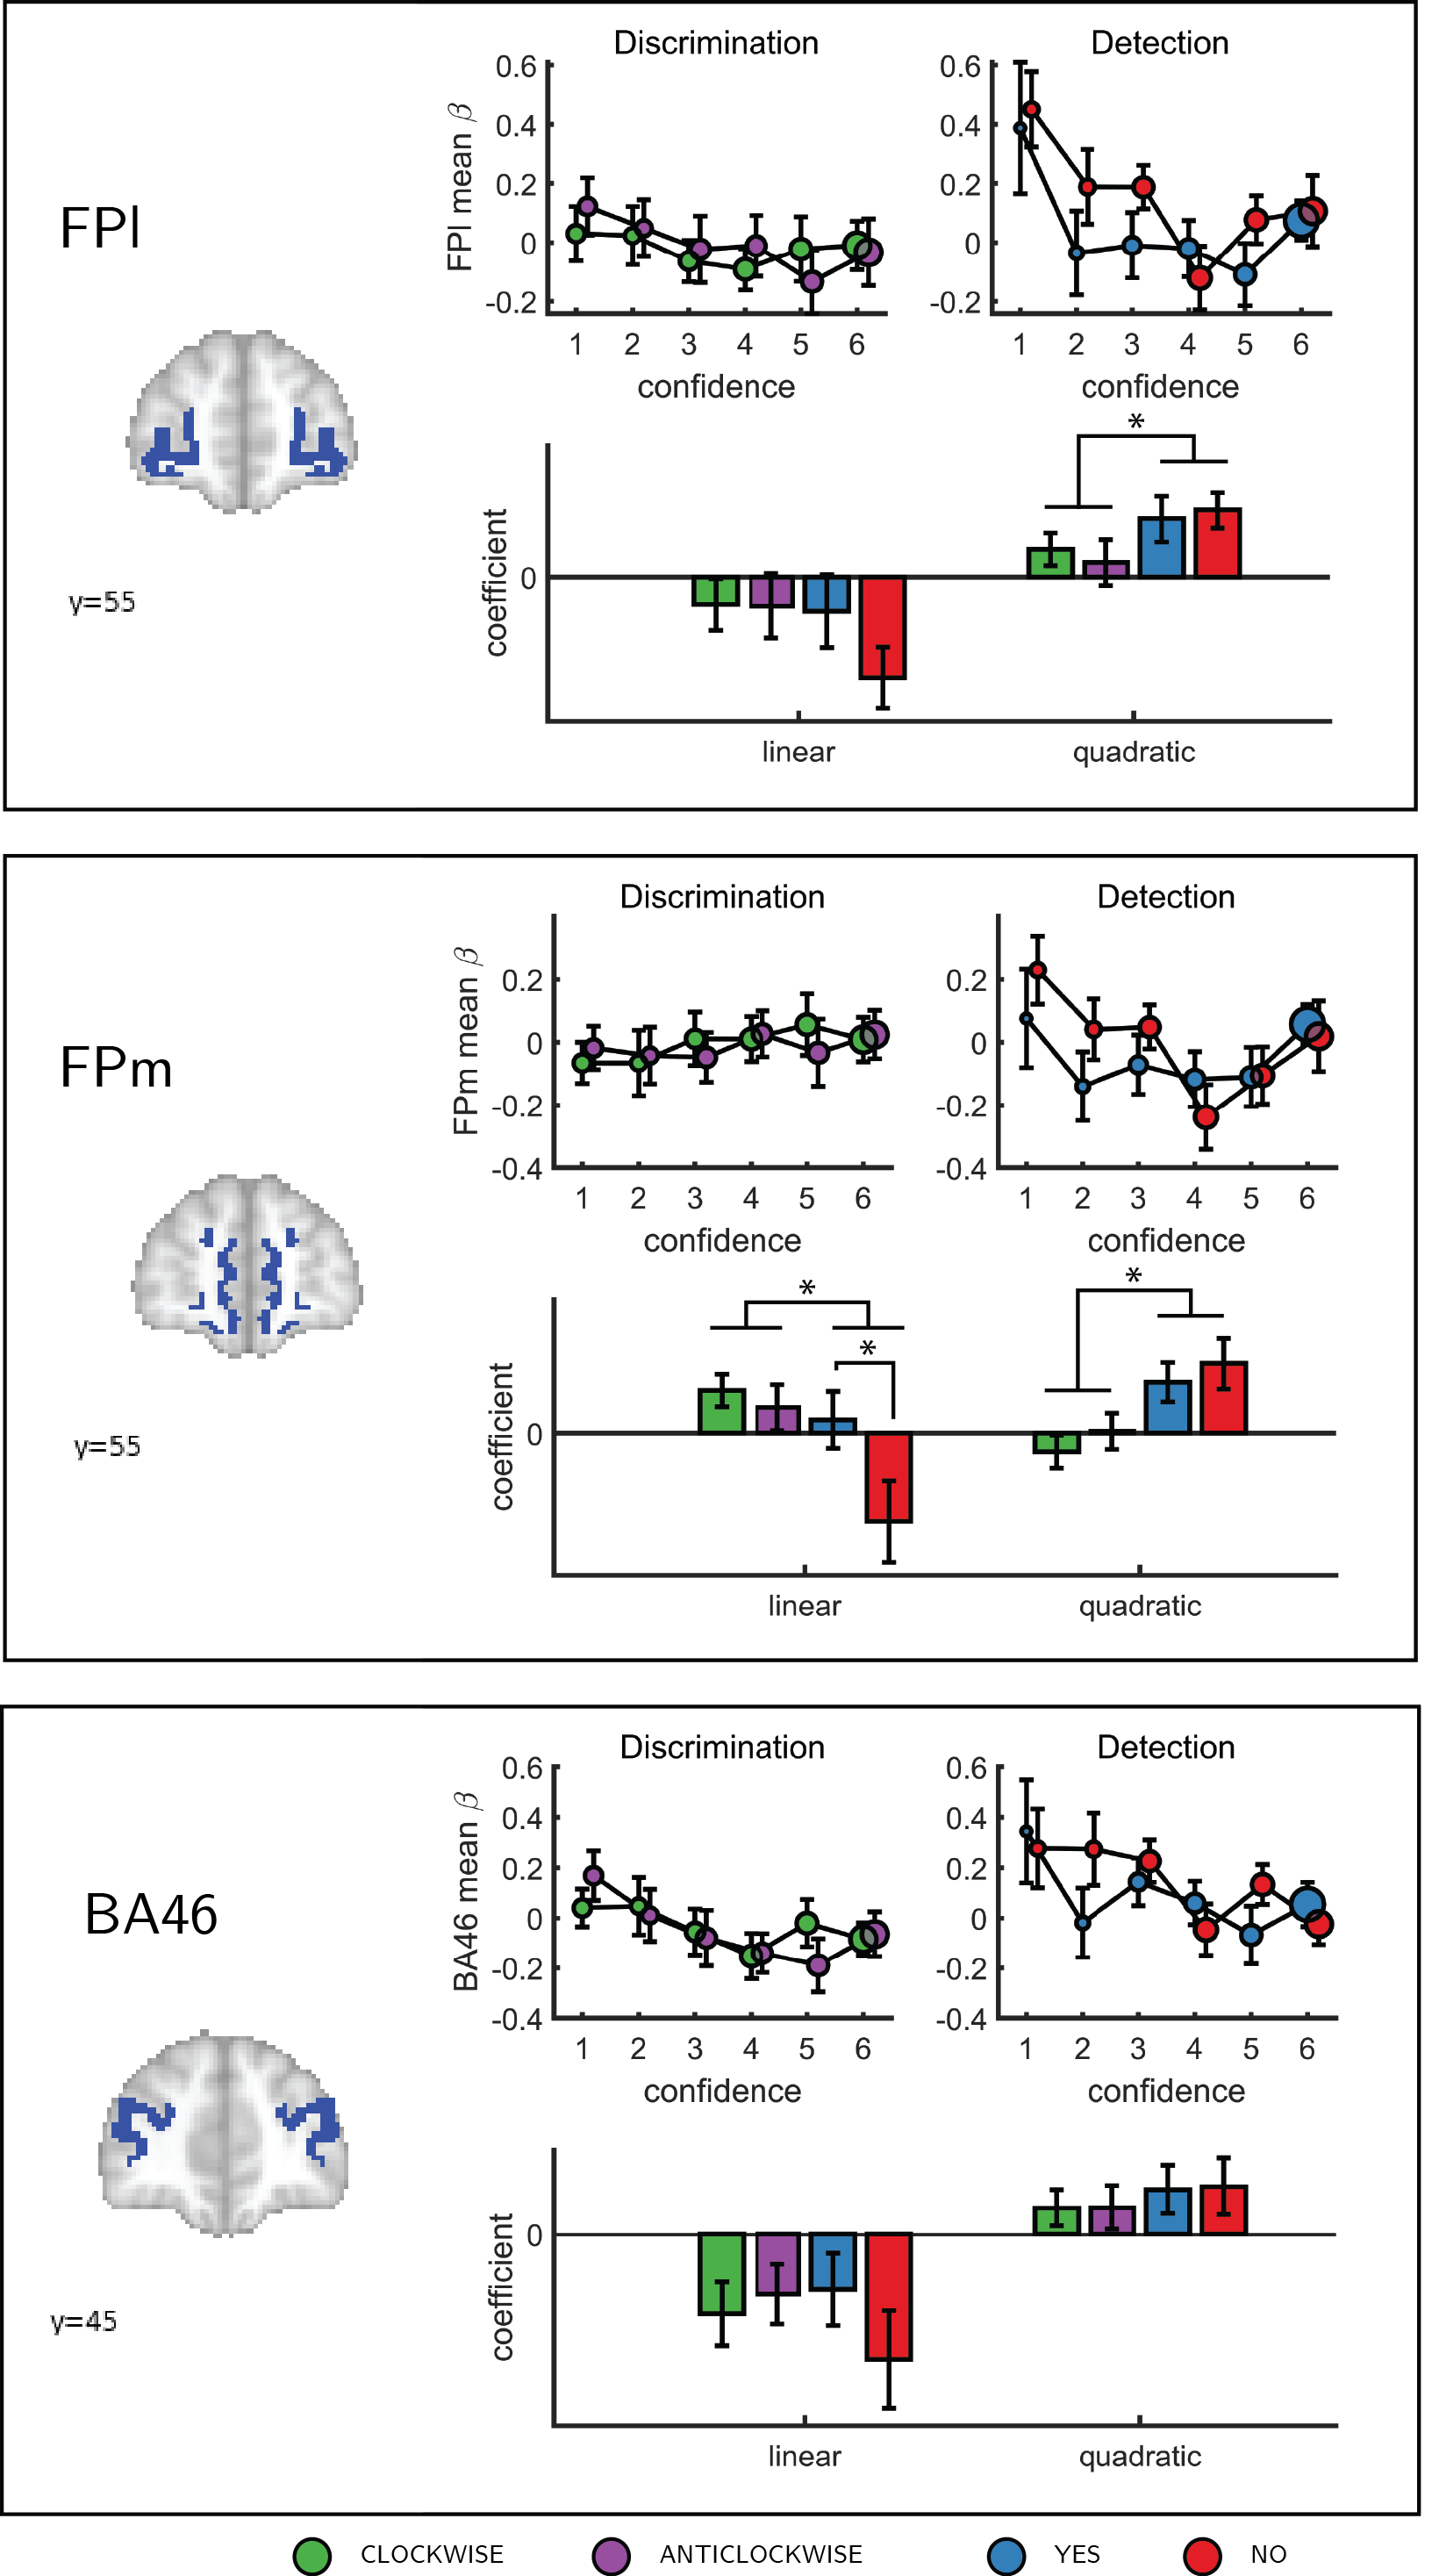 Discrimination Detection
FPl
FPl mean β
0.6
0.4
0.2
0
-0.2
1 2 3 4 5 6
confidence
0.6
0.4
0.2
0
-0.2
1 2 3 4 5 6
confidence
y=55
coefficient
0
*
linear quadratic
Discrimination Detection
FPm
FPm mean β
0.2
0
-0.2
-0.4
1 2 3 4 5 6
confidence
0.2
0
-0.2
-0.4
1 2 3 4 5 6
confidence
y=55
coefficient
0
* *
*
linear quadratic
Discrimination Detection
BA46
BA46 mean β
0.6
0.4
0.2
0
-0.2
-0.4
1 2 3 4 5 6
confidence
0.6
0.4
0.2
0
-0.2
-0.4
1 2 3 4 5 6
confidence
y=45
coefficient
0
linear quadratic
CLOCKWISE ANTICLOCKWISE YES NO